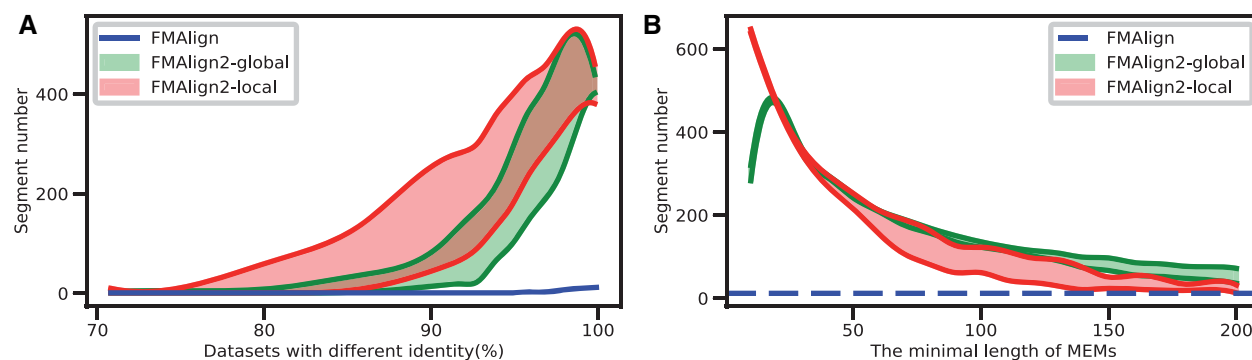 A
FMAlign
FMAlign2-global
FMAlign2-local
Segment number
400
200
0
70
80
90
100
Datasets with different identity(%)
B
FMAlign
FMAlign2-global
FMAlign2-local
Segment number
600
400
200
0
50
100
150
200
The minimal length of MEMs